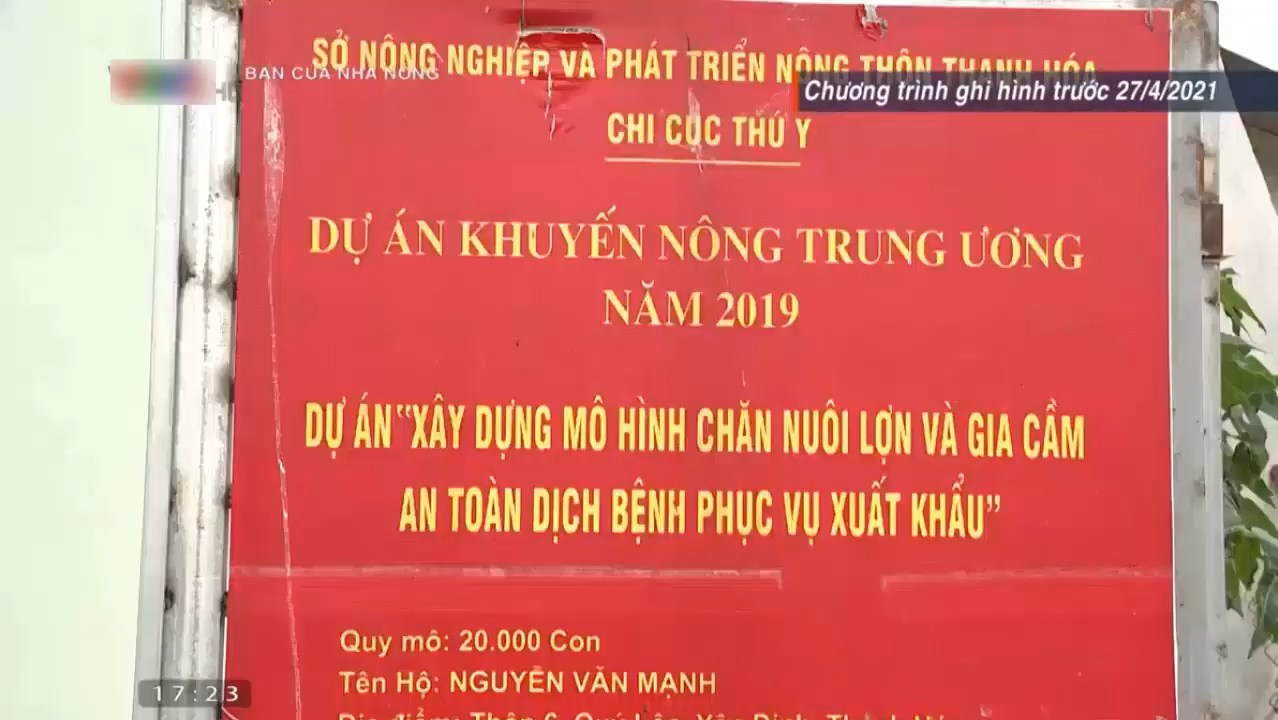 SỞ NÔNG NGHIỆP VÀ PHÁT TRIỂN NÔNG THÔN THANH HÓA
BẠN CỦA NHÀ NÔNG
Chương trình ghi hình trước 27/4/2021
CHI CỤC THÚ Y
DỰ ÁN KHUYẾN NÔNG TRUNG ƯƠNG
NĂM 2019
DỰ ÁN "XÂY DỰNG MÔ HÌNH CHĂN NUÔI LỢN VÀ GIA CẦM
AN TOÀN DỊCH BỆNH PHỤC VỤ XUẤT KHẨU"
Quy mô: 20.000 Con
Tên Hộ: NGUYỄN VĂN MẠNH
17:23